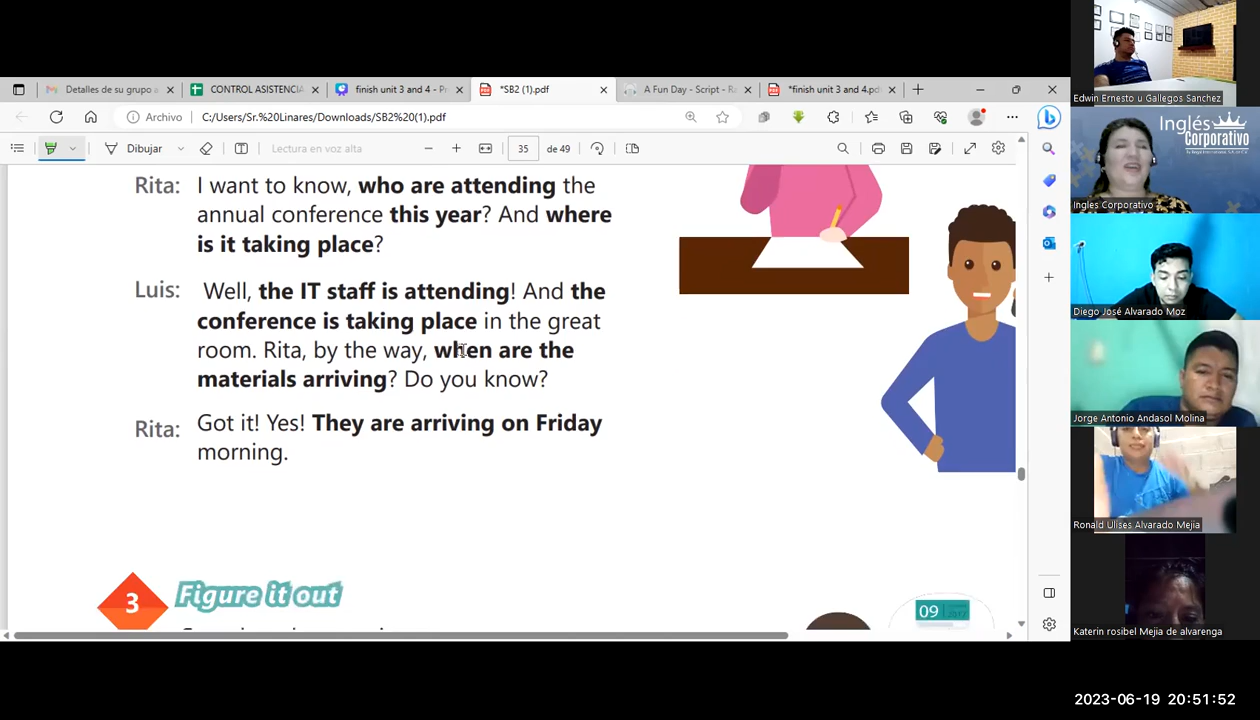 Detalles de su grupo a
CONTROL ASISTENCIA
finish unit 3 and 4 - Pr
*SB2 (1).pdf
A Fun Day - Script - Ra
*finish unit 3 and 4.pdf
Archivo
C:/Users/Sr.%20Linares/Downloads/SB2%20(1).pdf
Dibujar
Lectura en voz alta
35
de 49
Rita: I want to know, who are attending the
annual conference this year? And where
is it taking place?
Luis: Well, the IT staff is attending! And the
conference is taking place in the great
room. Rita, by the way, when are the
materials arriving? Do you know?
Rita: Got it! Yes! They are arriving on Friday
morning.
3
Figure it out
09
Edwin Ernesto u Gallegos Sanchez
Inglés
Corporativo
Ingles Corporativo
Diego José Alvarado Moz
Jorge Antonio Andasol Molina
Ronald Ulises Alvarado Mejia
Katerin rosibel Mejia de alvarenga
2023-06-19 20:51:52